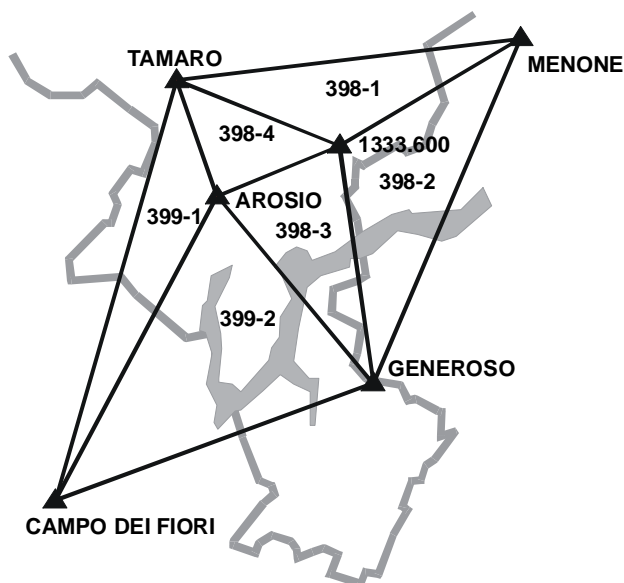 TAMARO
MENONE
398-1
398-4
1333.600
398-2
AROSIO
399-1
398-3
399-2
GENEROSO
CAMPO DEI FIORI